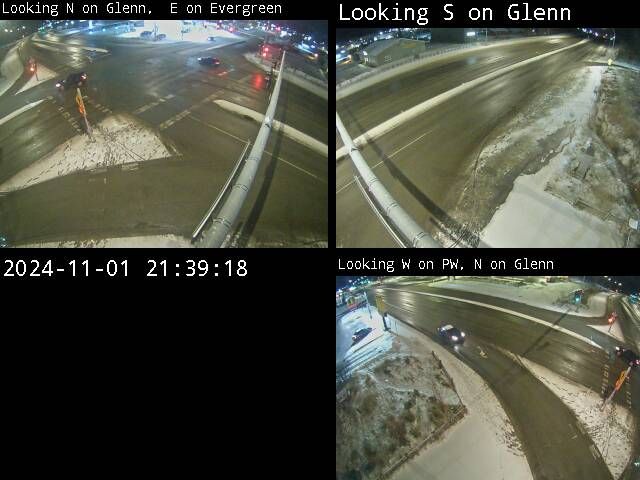 Looking N on Glenn, E on Evergreen
Looking S on Glenn
2024-11-01 21:39:18
Looking W on PW, N on Glenn